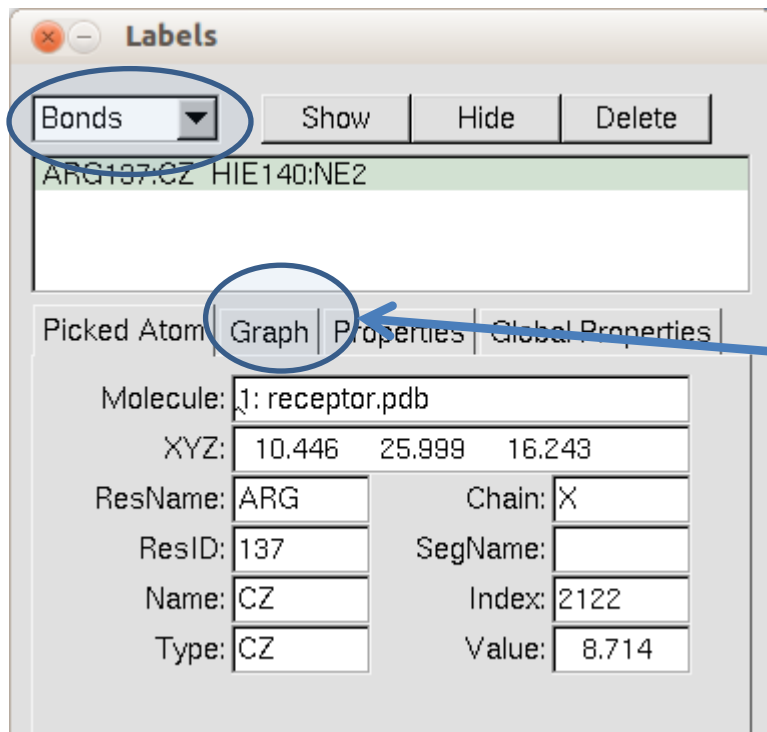 Labels
Bonds Show Hide Delete
ARG137:CZ HIE140:NE2
Picked Atom Graph Properties Global Properties
Molecule: 1: receptor.pdb
XYZ: 10.446 25.999 16.243
ResName: ARG Chain: X
ResID: 137 SegName:
Name: CZ Index: 2122
Type: CZ Value: 8.714